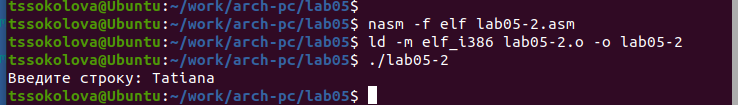 tssokolova@Ubuntu:~/work/arch-pc/lab05$
tssokolova@Ubuntu:~/work/arch-pc/lab05$ nasm -f elf lab05-2.asm
tssokolova@Ubuntu:~/work/arch-pc/lab05$ ld -m elf_i386 lab05-2.o -o lab05-2
tssokolova@Ubuntu:~/work/arch-pc/lab05$ ./lab05-2
Введите строку: Tatiana
tssokolova@Ubuntu:~/work/arch-pc/lab05$